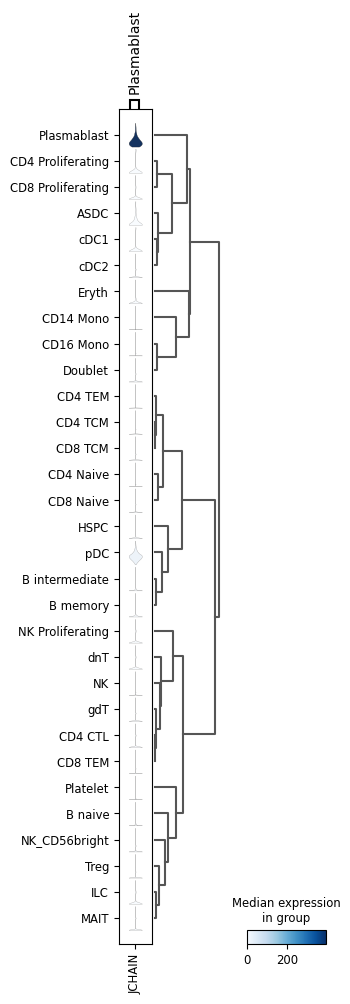 Plasmablast
Plasmablast
CD4 Proliferating
CD8 Proliferating
ASDC
cDC1
cDC2
Eryth
CD14 Mono
CD16 Mono
Doublet
CD4 TEM
CD4 TCM
CD8 TCM
CD4 Naive
CD8 Naive
HSPC
pDC
B intermediate
B memory
NK Proliferating
dnT
NK
gdT
CD4 CTL
CD8 TEM
Platelet
B naive
NK_CD56bright
Treg
ILC
MAIT
JCHAIN
Median expression
in group
0 200